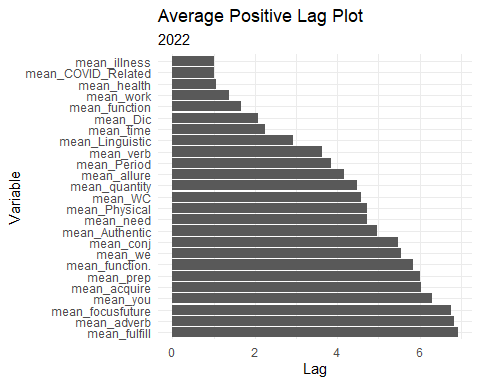 Average Positive Lag Plot
2022
mean_illness
mean_COVID_Related
mean_health
mean_work
mean_function
mean_Dic
mean_time
mean_Linguistic
mean_verb
mean_Period
mean_allure
mean_quantity
mean_WC
mean_Physical
mean_need
mean_Authentic
mean_conj
mean_we
mean_function.
mean_prep
mean_acquire
mean_you
mean_focusfuture
mean_adverb
mean_fulfill
Variable
0 2 4 6
Lag